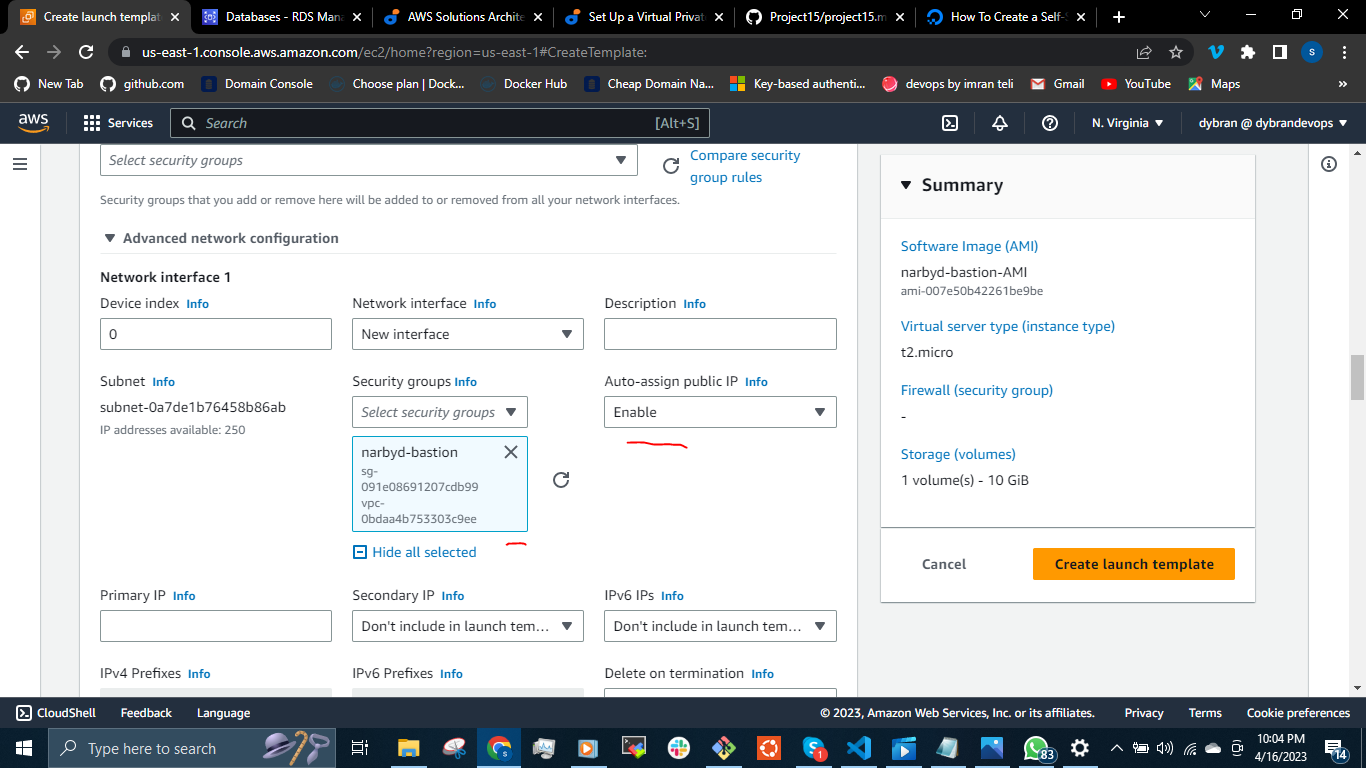 Create launch templat
Databases - RDS Mana
AWS Solutions Archite
Set Up a Virtual Privat
Project15/project15.m
How To Create a Self-S
us-east-1.console.aws.amazon.com/ec2/home?region=us-east-1#CreateTemplate:
S
New Tab
github.com
Domain Console
Choose plan | Dock...
Docker Hub
Cheap Domain Na...
Key-based authenti...
devops by imran teli
Gmail
YouTube
Maps
»
aws
Services
Search
[Alt+S]
N. Virginia
dybran @ dybrandevops
Select security groups
Compare security
group rules
Security groups that you add or remove here will be added to or removed from all your network interfaces.
Advanced network configuration
Network interface 1
Device index Info
Network interface Info
Description Info
0
New interface
Subnet Info
Security groups Info
Auto-assign public IP Info
subnet-0a7de1b76458b86ab
IP addresses available: 250
Select security groups
Enable
narbyd-bastion
sg-
091e08691207cdb99
vpc-
0bdaa4b753303c9ee
Hide all selected
Primary IP Info
Secondary IP Info
IPv6 IPs Info
Don't include in launch tem...
Don't include in launch tem...
IPv4 Prefixes Info
IPv6 Prefixes Info
Delete on termination Info
Summary
Software Image (AMI)
narbyd-bastion-AMI
ami-007e50b42261be9be
Virtual server type (instance type)
t2.micro
Firewall (security group)
-
Storage (volumes)
1 volume(s) - 10 GiB
Cancel
Create launch template
CloudShell
Feedback
Language
© 2023, Amazon Web Services, Inc. or its affiliates.
Privacy
Terms
Cookie preferences
Type here to search
1
83
10:04 PM
4/16/2023
14